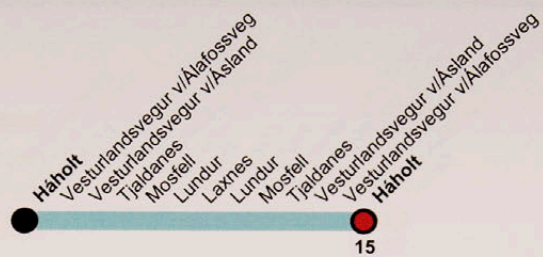 Háholt
Vesturlandsvegur v/Álafossveg
Vesturlandsvegur v/Ásland
Tjaldanes
Mosfell
Lundur
Laxnes
Lundur
Mosfell
Tjaldanes
Vesturlandsvegur v/Ásland
Vesturlandsvegur v/Álafossveg
Háholt
15